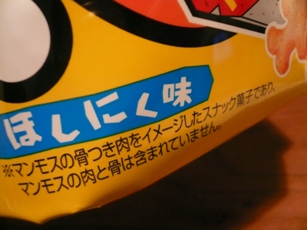 ほしにく味
※マンモスの骨つき肉をイメージしたスナック菓子であり、
マンモスの肉と骨は含まれていません。